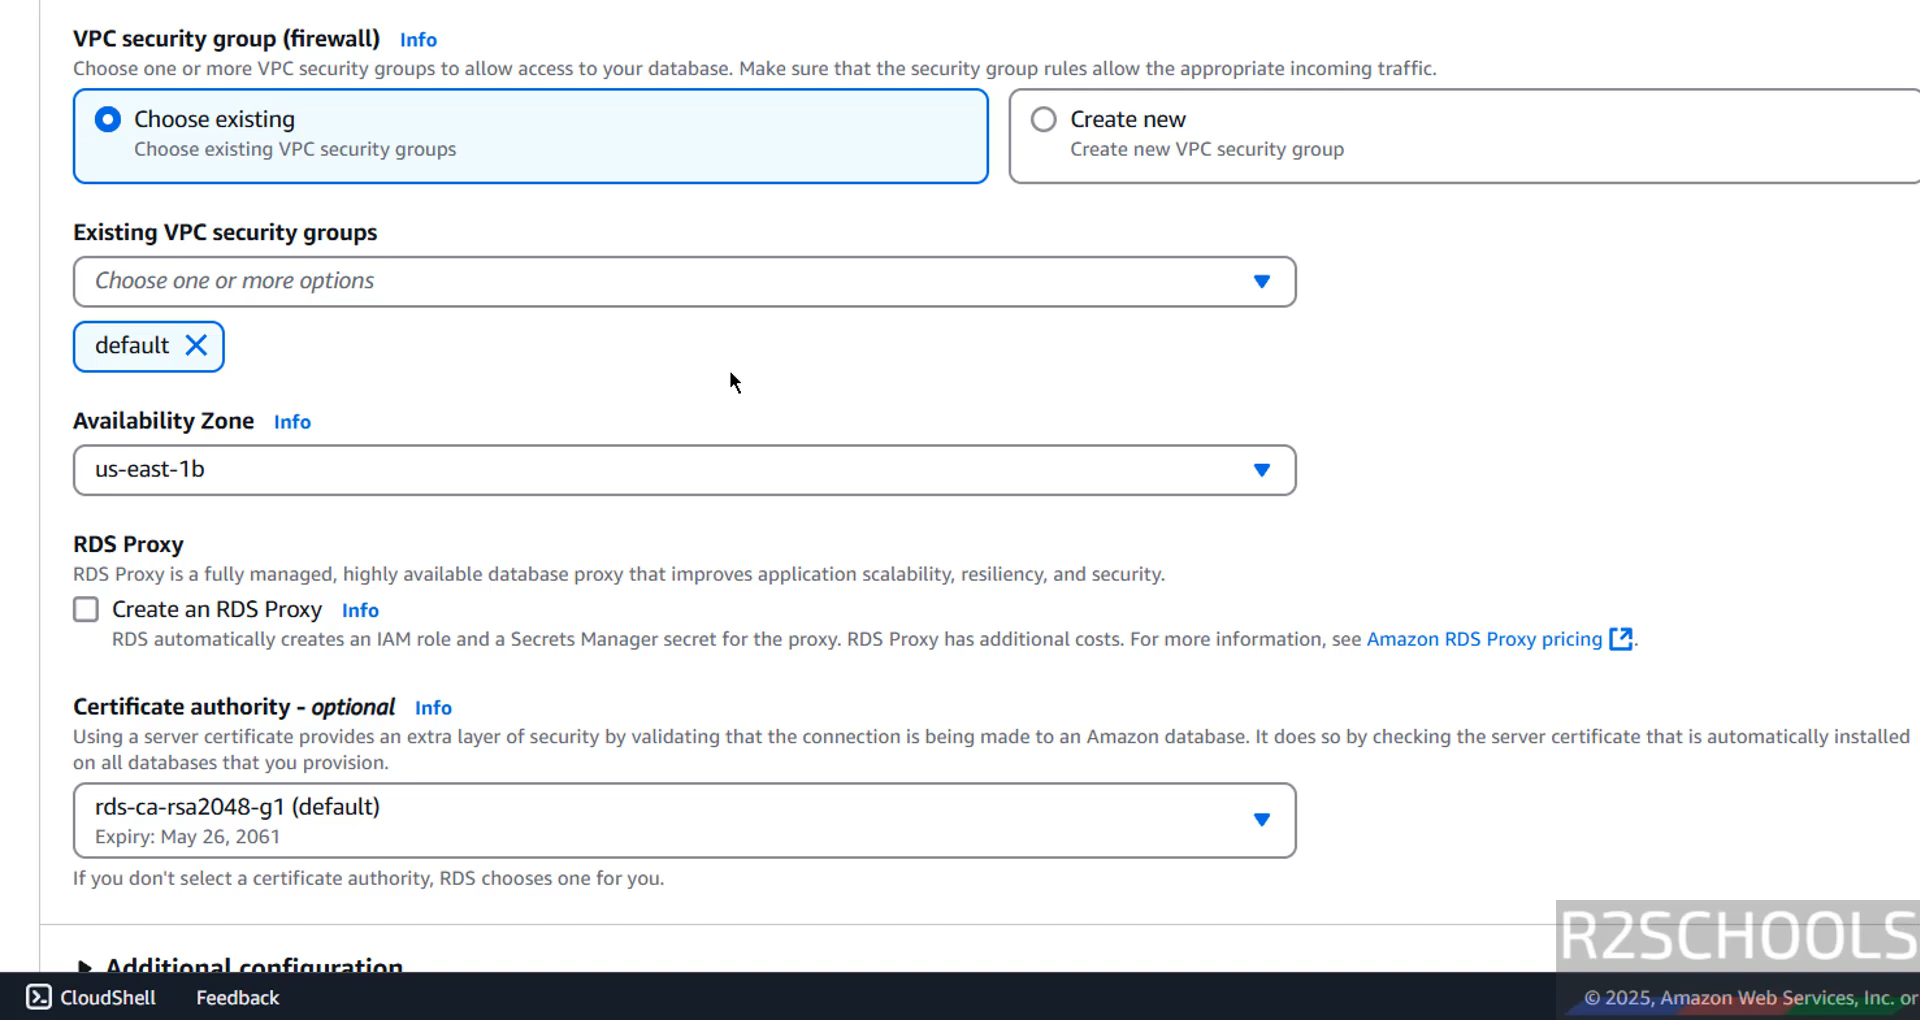 VPC security group (firewall) Info
Choose one or more VPC security groups to allow access to your database. Make sure that the security group rules allow the appropriate incoming traffic.
Choose existing
Choose existing VPC security groups
Create new
Create new VPC security group
Existing VPC security groups
Choose one or more options
default
Availability Zone Info
us-east-1b
RDS Proxy
RDS Proxy is a fully managed, highly available database proxy that improves application scalability, resiliency, and security.
Create an RDS Proxy Info
RDS automatically creates an IAM role and a Secrets Manager secret for the proxy. RDS Proxy has additional costs. For more information, see Amazon RDS Proxy pricing.
Certificate authority - optional Info
Using a server certificate provides an extra layer of security by validating that the connection is being made to an Amazon database. It does so by checking the server certificate that is automatically installed
on all databases that you provision.
rds-ca-rsa2048-g1 (default)
Expiry: May 26, 2061
If you don't select a certificate authority, RDS chooses one for you.
Additional configuration
R2SCHOOLS
CloudShell Feedback
© 2025, Amazon Web Services, Inc. or